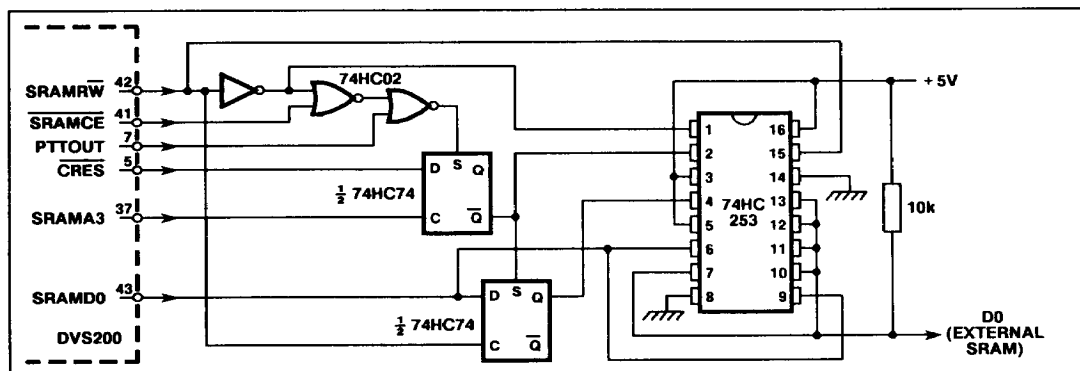 SRAMRW̅ 42
S̅R̅A̅M̅C̅E̅ 41
PTTOUT 7
C̅R̅E̅S̅ 5
SRAMA3 37
SRAMD0 43
DVS200
74HC02
D S Q
C Q̅
½ 74HC74
D S Q
C Q̅
½ 74HC74
1 16
2 15
3 14
4 13
5 12
6 11
7 10
8 9
74HC
253
+ 5V
10k
D0
(EXTERNAL
SRAM)